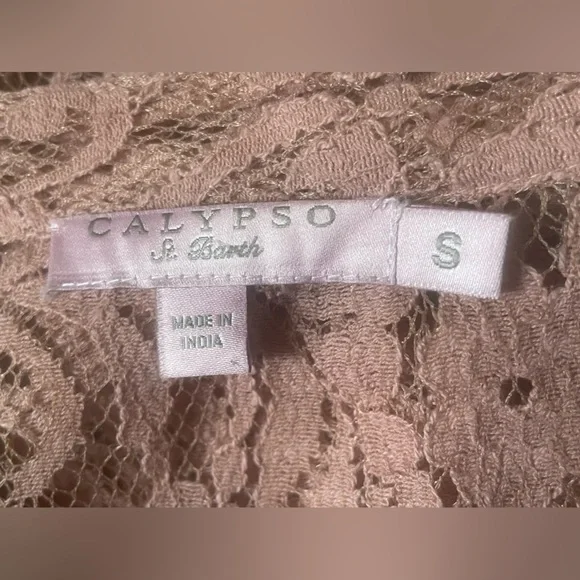 CALYPSO
St. Barth
S
MADE IN
INDIA